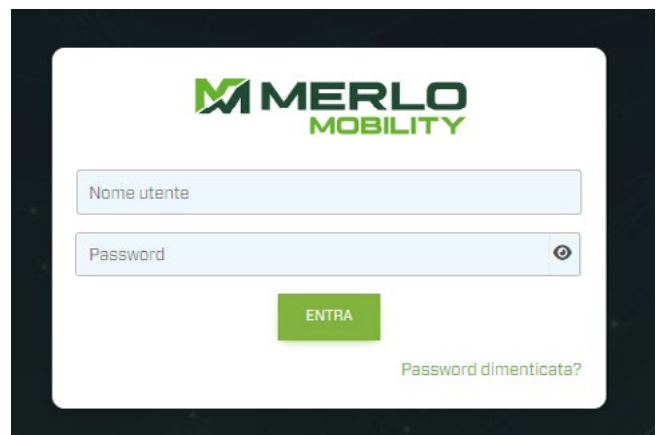 MERLO
MOBILITY
Nome utente
Password
ENTRA
Password dimenticata?